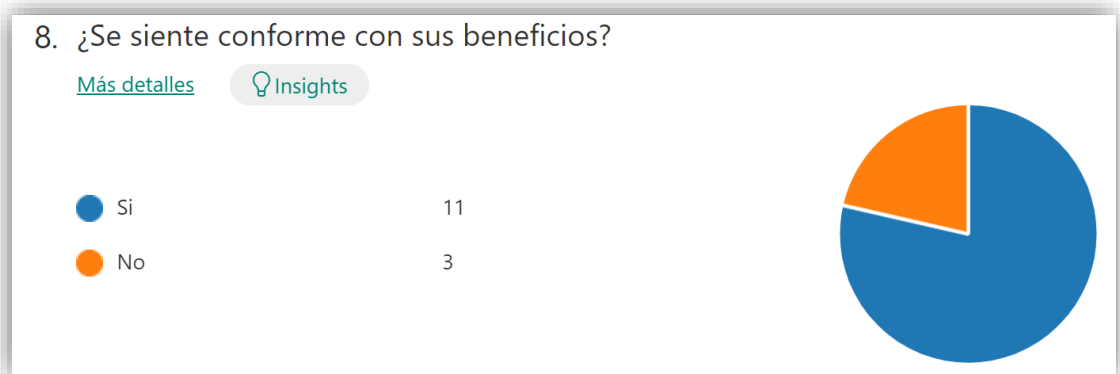 8. ¿Se siente conforme con sus beneficios?
Más detalles Insights
Si 11
No 3